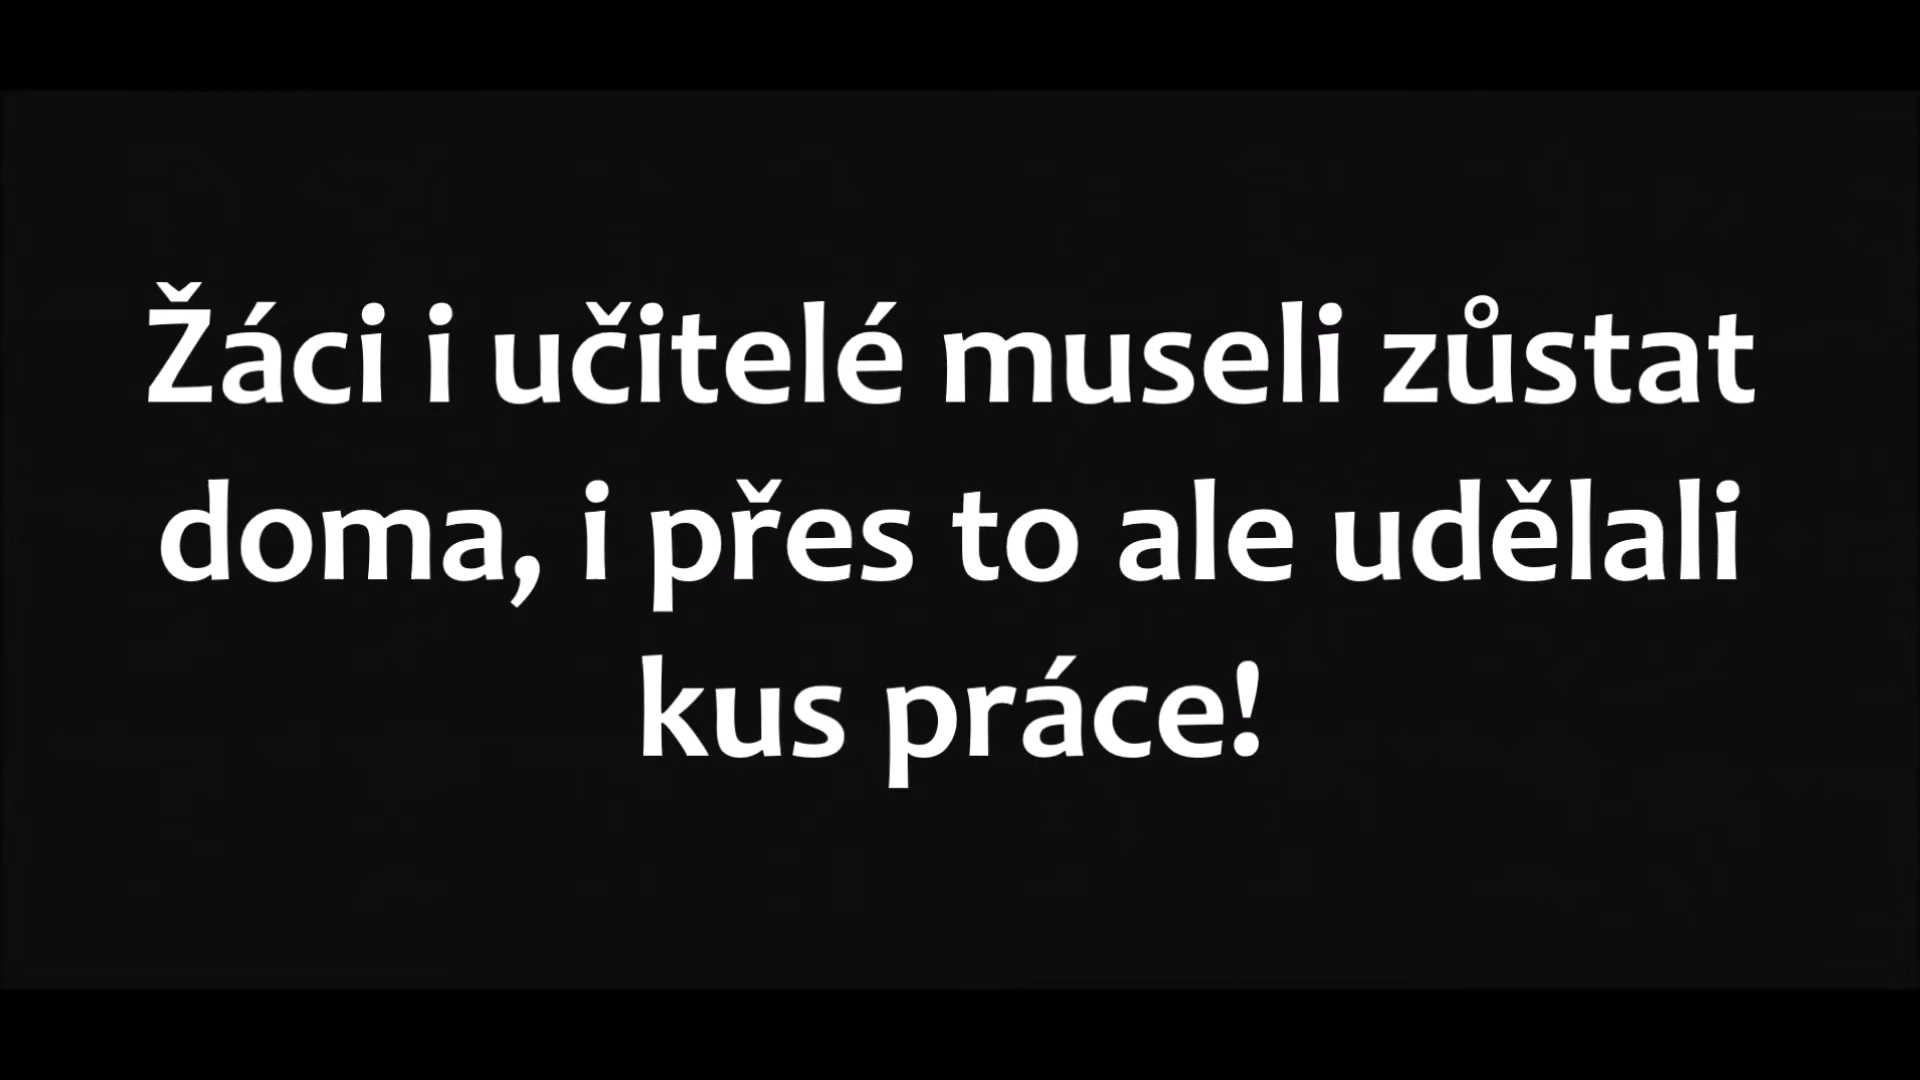 Žáci i učitelé museli zůstat
doma, i přes to ale udělali
kus práce!